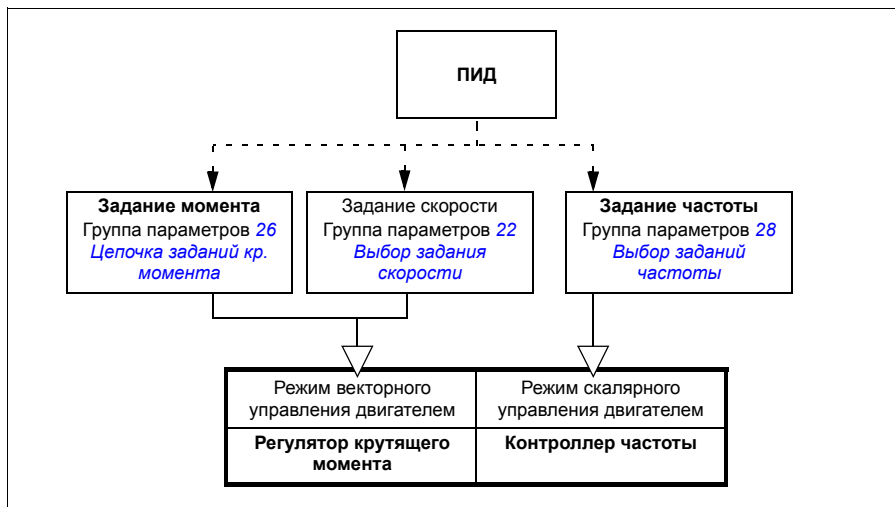 ПИД
Задание момента
Группа параметров 26
Цепочка заданий кр.
момента
Задание скорости
Группа параметров 22
Выбор задания
скорости
Задание частоты
Группа параметров 28
Выбор заданий
частоты
Режим векторного
управления двигателем
Режим скалярного
управления двигателем
Регулятор крутящего
момента
Контроллер частоты